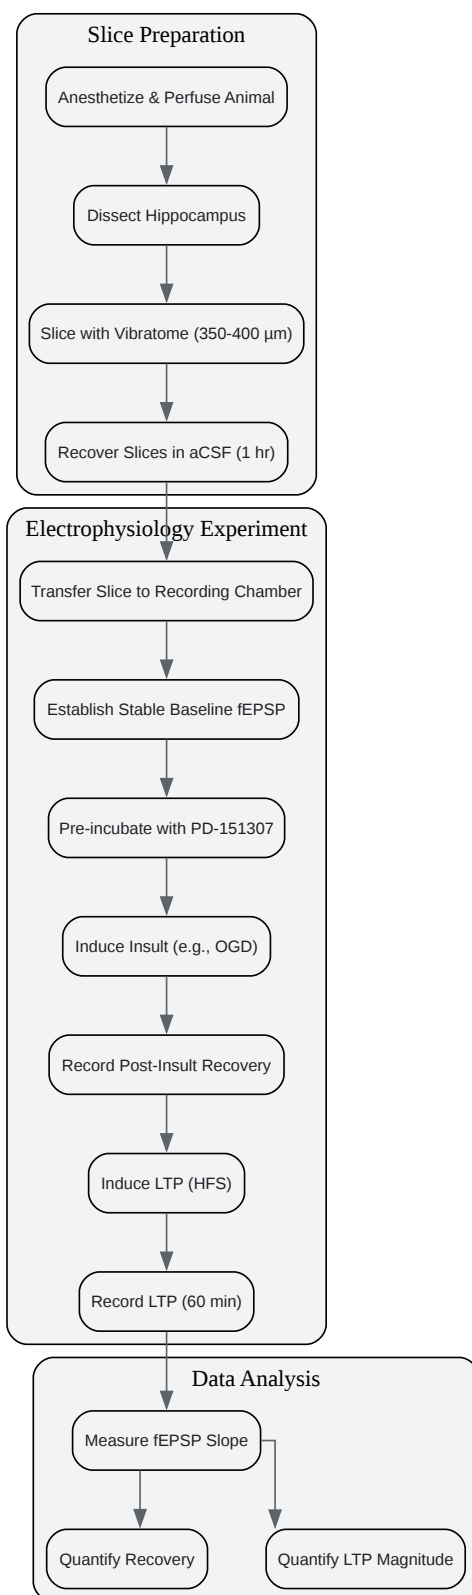 Slice Preparation
Anesthetize & Perfuse Animal
Dissect Hippocampus
Slice with Vibratome (350-400 µm)
Recover Slices in aCSF (1 hr)
Electrophysiology Experiment
Transfer Slice to Recording Chamber
Establish Stable Baseline fEPSP
Pre-incubate with PD-151307
Induce Insult (e.g., OGD)
Record Post-Insult Recovery
Induce LTP (HFS)
Record LTP (60 min)
Data Analysis
Measure fEPSP Slope
Quantify Recovery
Quantify LTP Magnitude